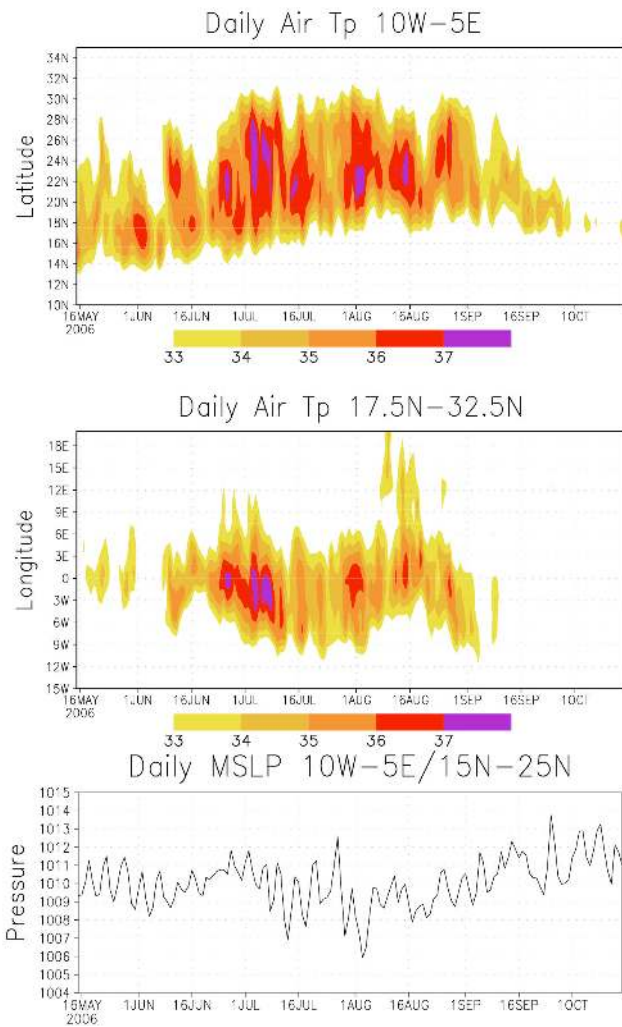 Daily Air Tp 10W-5E
Latitude
34N
32N
30N
28N
26N
24N
22N
20N
18N
16N
14N
12N
10N
16MAY 1JUN 16JUN 1JUL 16JUL 1AUG 16AUG 1SEP 16SEP 1OCT
2006
33 34 35 36 37
Daily Air Tp 17.5N-32.5N
Longitude
18E
15E
12E
9E
6E
3E
0
3W
6W
9W
12W
15W
16MAY 1JUN 16JUN 1JUL 16JUL 1AUG 16AUG 1SEP 16SEP 1OCT
2006
33 34 35 36 37
Daily MSLP 10W-5E/15N-25N
Pressure
1015
1014
1013
1012
1011
1010
1009
1008
1007
1006
1005
1004
16MAY 1JUN 16JUN 1JUL 16JUL 1AUG 16AUG 1SEP 16SEP 1OCT
2006